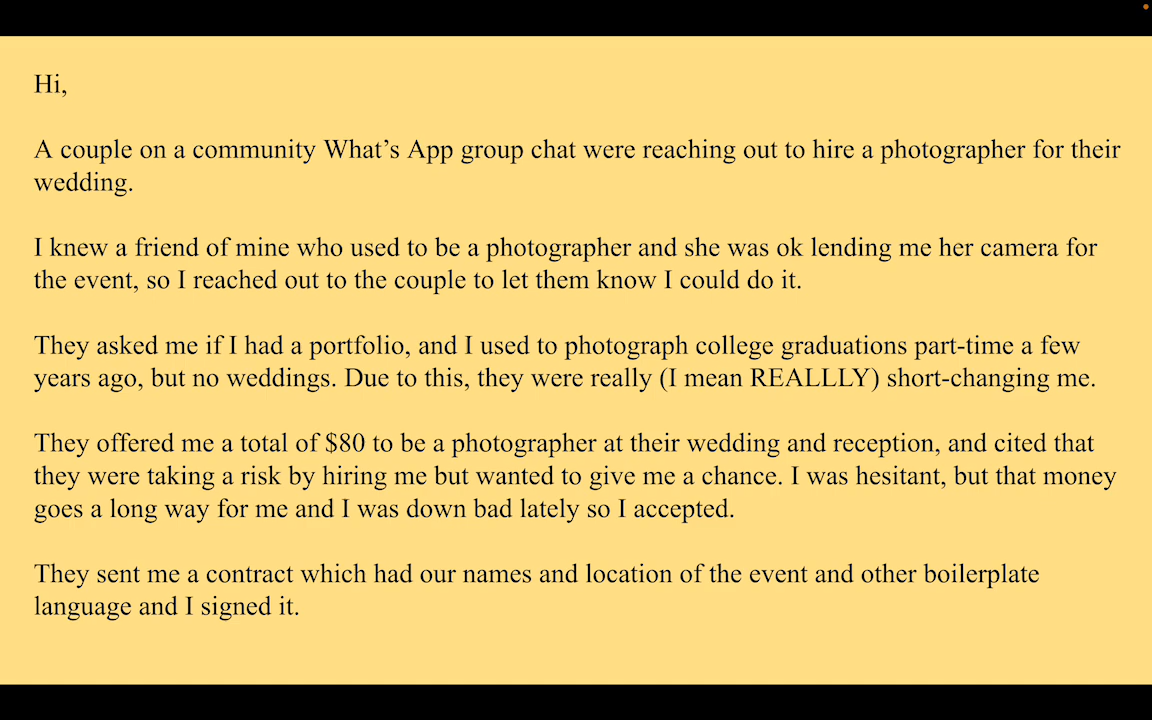 Hi,
A couple on a community What's App group chat were reaching out to hire a photographer for their
wedding.
I knew a friend of mine who used to be a photographer and she was ok lending me her camera for
the event, so I reached out to the couple to let them know I could do it.
They asked me if I had a portfolio, and I used to photograph college graduations part-time a few
years ago, but no weddings. Due to this, they were really (I mean REALLLY) short-changing me.
They offered me a total of $80 to be a photographer at their wedding and reception, and cited that
they were taking a risk by hiring me but wanted to give me a chance. I was hesitant, but that money
goes a long way for me and I was down bad lately so I accepted.
They sent me a contract which had our names and location of the event and other boilerplate
language and I signed it.